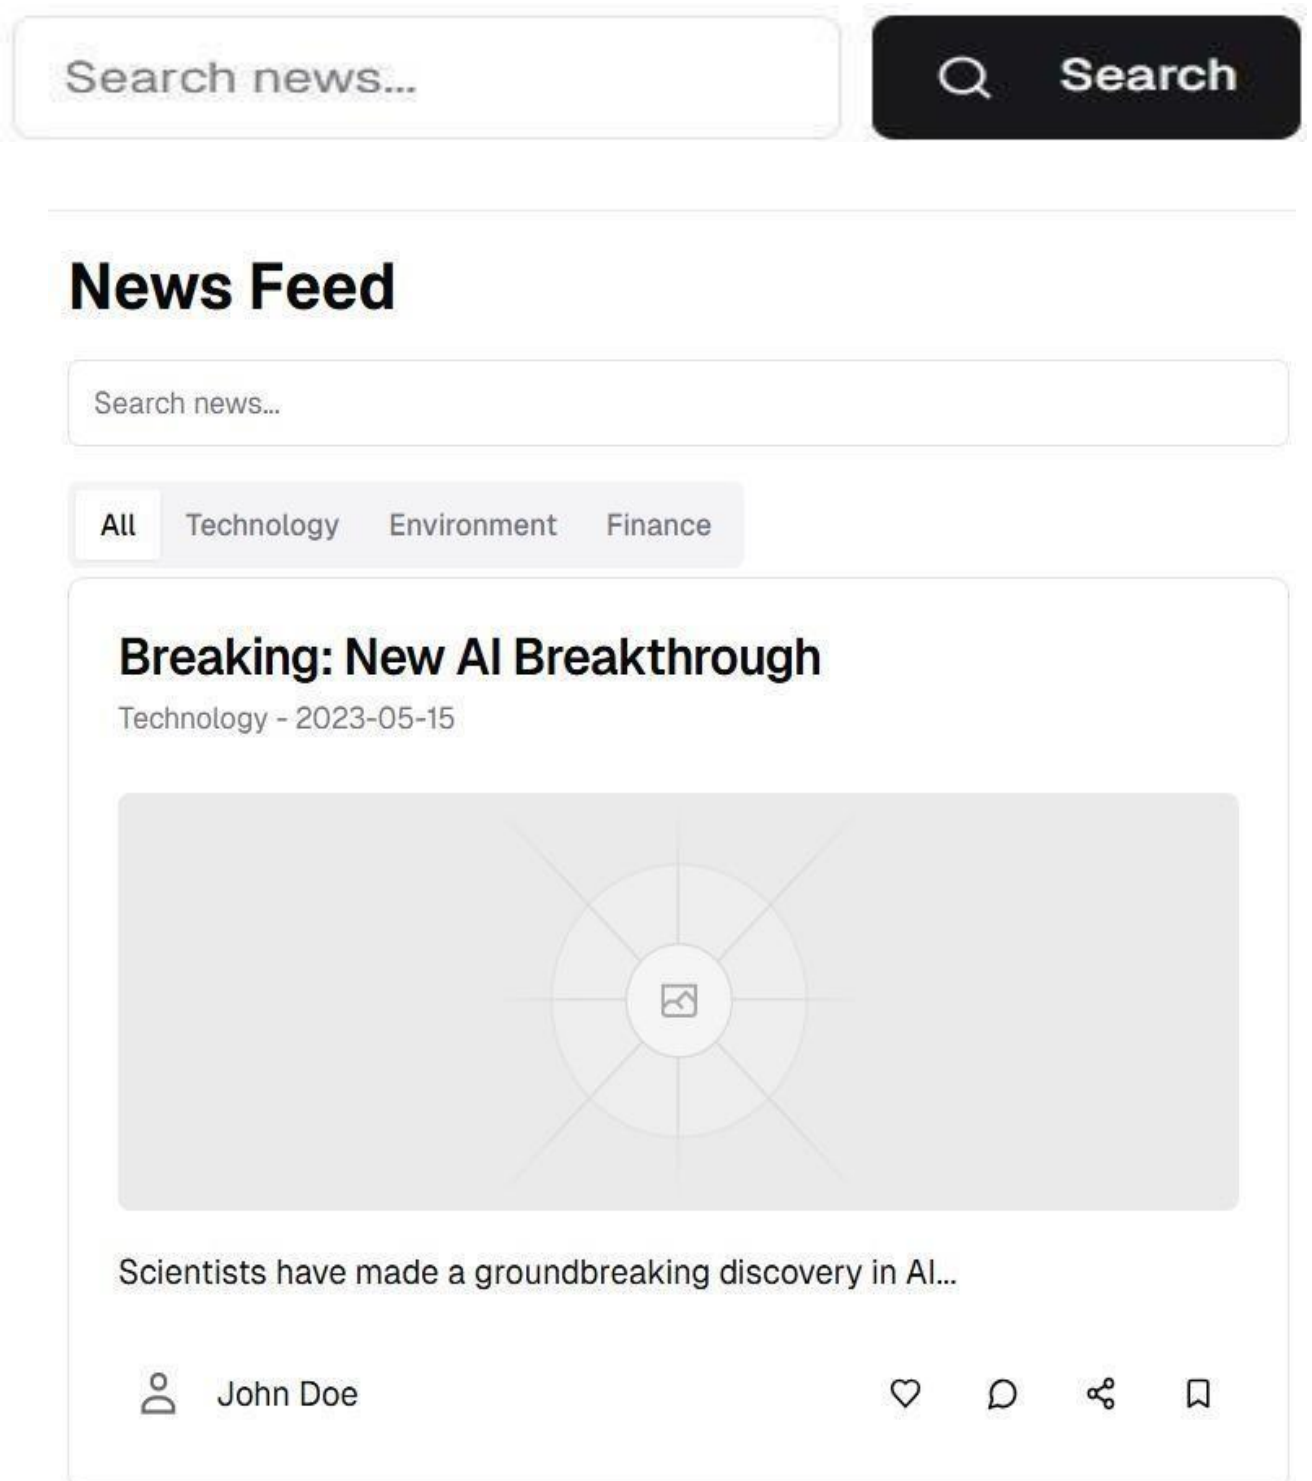 Search news... Search
News Feed
Search news...
All Technology Environment Finance
Breaking: New AI Breakthrough
Technology - 2023-05-15
Scientists have made a groundbreaking discovery in AI...
John Doe